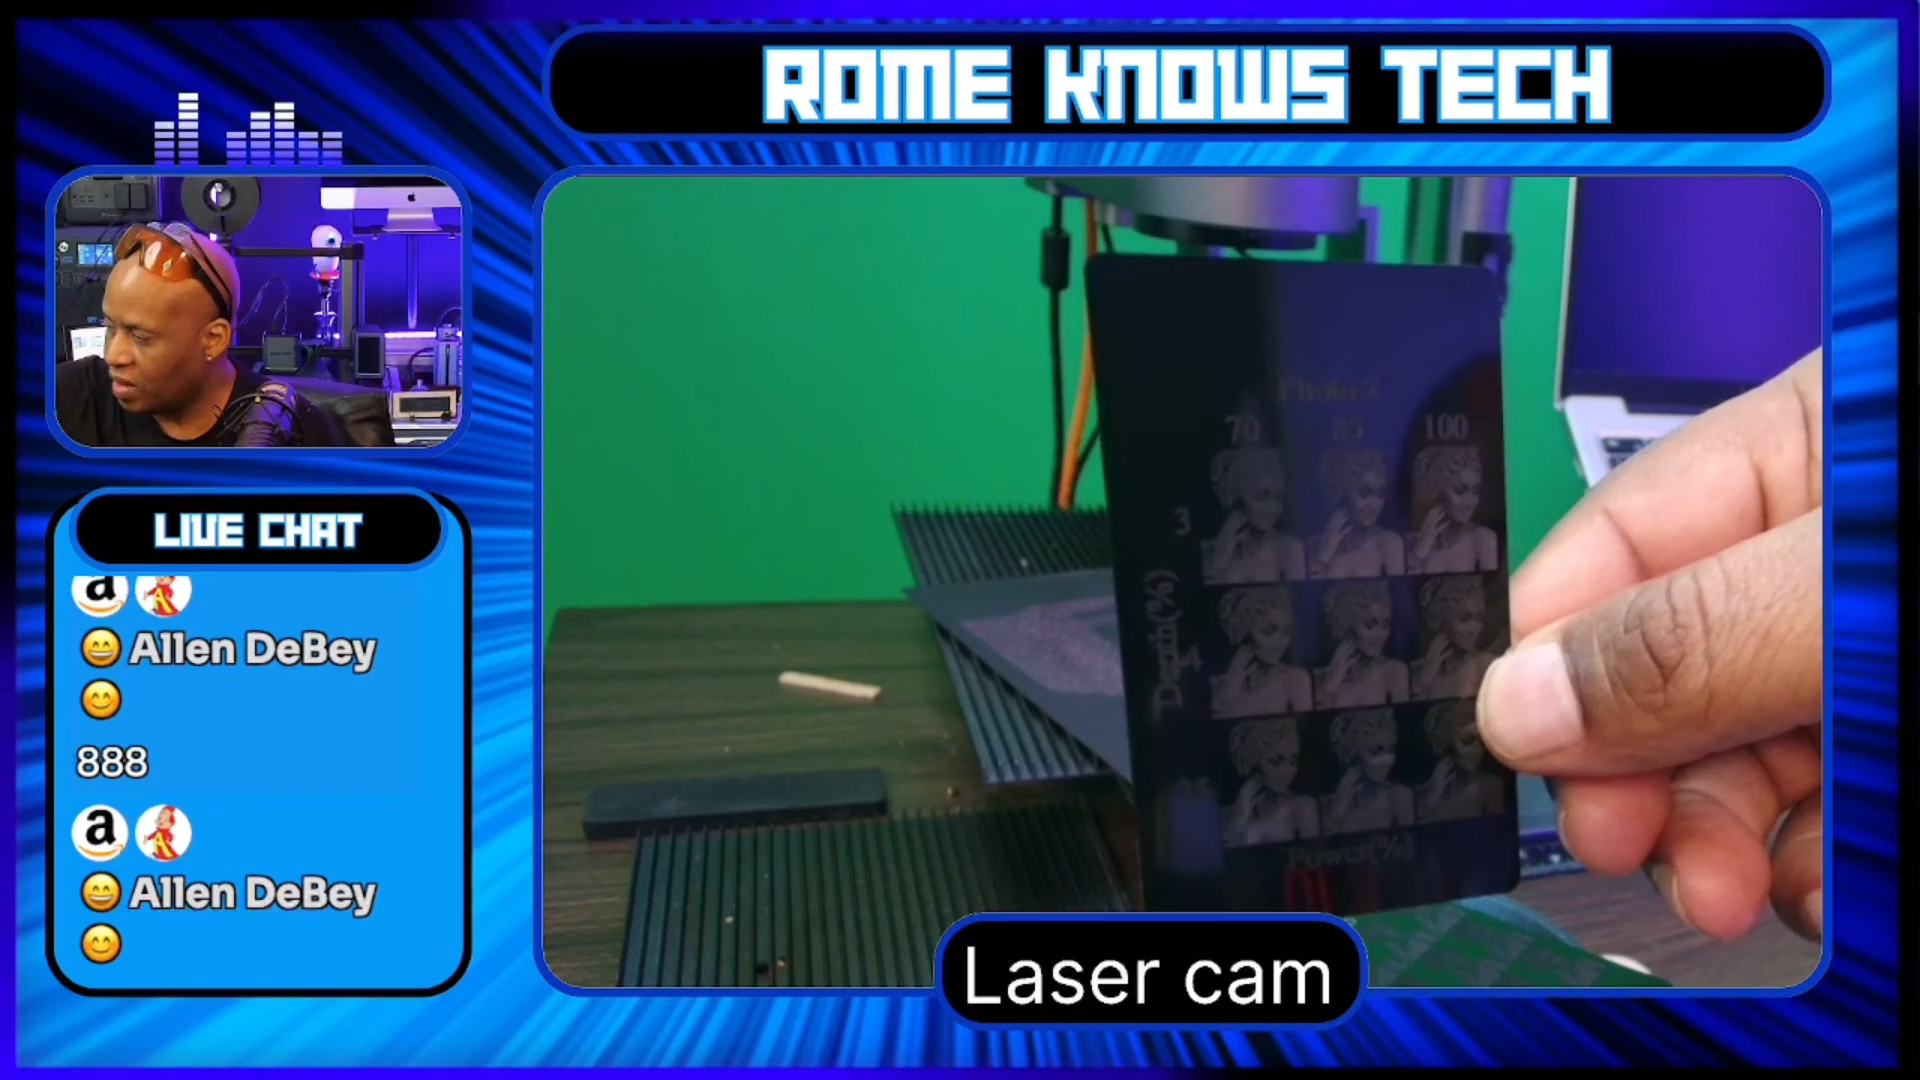 ROME KNOWS TECH
LIVE CHAT
a A
Allen DeBey
888
a A
Allen DeBey
Photo 2
70 85 100
3
Depth(%)
4
Power(%)
Laser cam